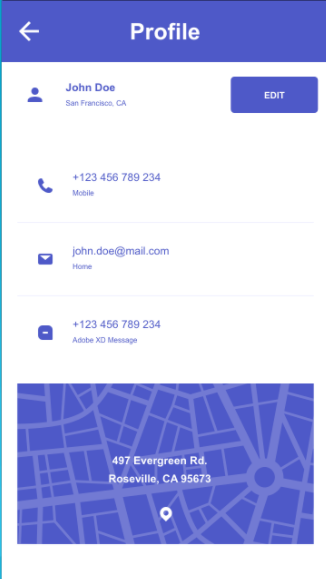 Profile
John Doe
San Francisco, CA
EDIT
+123 456 789 234
Mobile
john.doe@mail.com
Home
+123 456 789 234
Adobe XD Message
497 Evergreen Rd.
Roseville, CA 95673